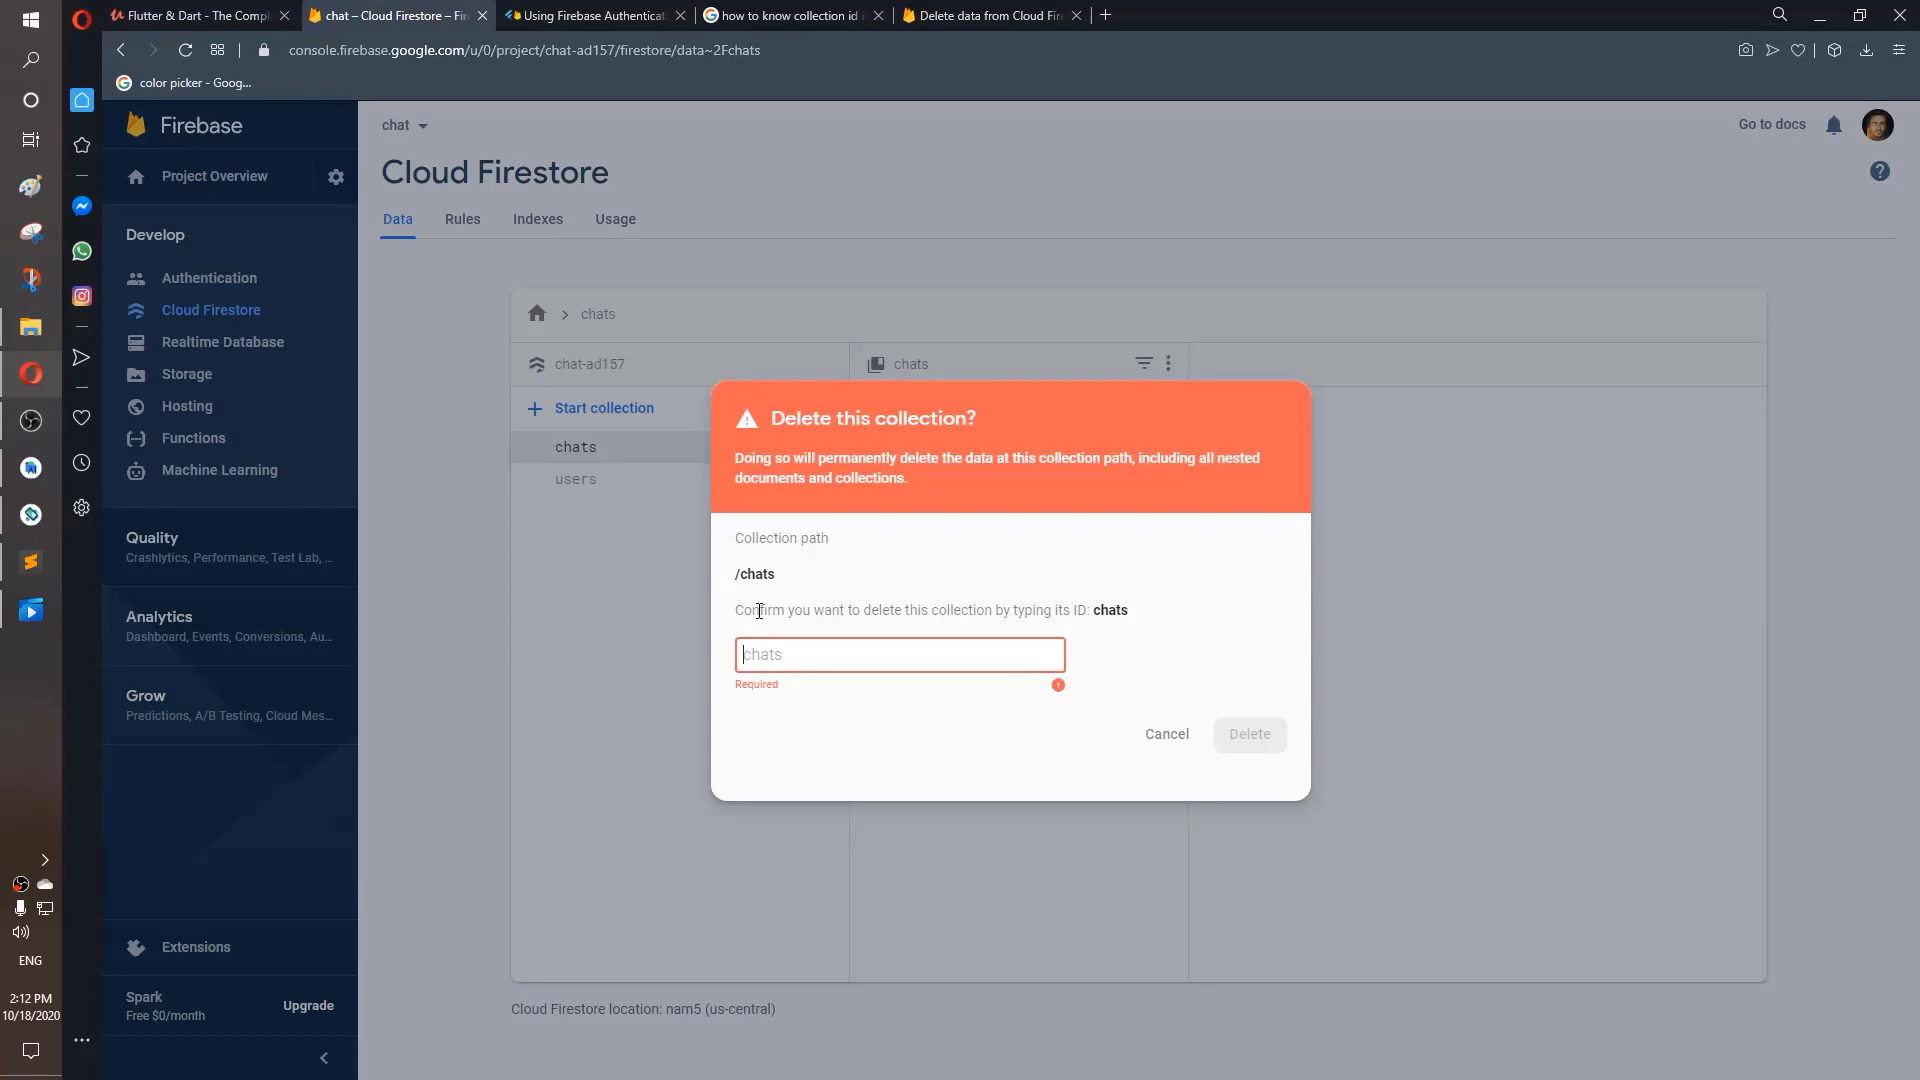 Flutter & Dart - The Compl
chat – Cloud Firestore – Fir
Using Firebase Authenticat
how to know collection id i
Delete data from Cloud Fir
console.firebase.google.com/u/0/project/chat-ad157/firestore/data~2Fchats
color picker - Goog...
Firebase
Project Overview
Develop
Authentication
Cloud Firestore
Realtime Database
Storage
Hosting
Functions
Machine Learning
Quality
Crashlytics, Performance, Test Lab, ...
Analytics
Dashboard, Events, Conversions, Au...
Grow
Predictions, A/B Testing, Cloud Mes...
Extensions
Spark
Free $0/month
Upgrade
chat
Go to docs
Cloud Firestore
Data
Rules
Indexes
Usage
chats
chat-ad157
chats
Start collection
chats
users
Delete this collection?
Doing so will permanently delete the data at this collection path, including all nested
documents and collections.
Collection path
/chats
Confirm you want to delete this collection by typing its ID: chats
chats
Required
Cancel
Delete
Cloud Firestore location: nam5 (us-central)
ENG
2:12 PM
10/18/2020